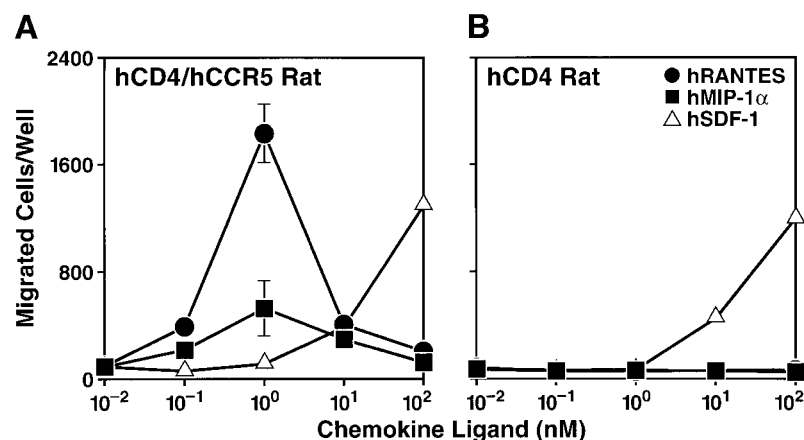 A
B
2400
hCD4/hCCR5 Rat
hCD4 Rat
hRANTES
hMIP-1α
hSDF-1
1600
800
0
Migrated Cells/Well
10⁻² 10⁻¹ 10⁰ 10¹ 10² 10⁻² 10⁻¹ 10⁰ 10¹ 10²
Chemokine Ligand (nM)